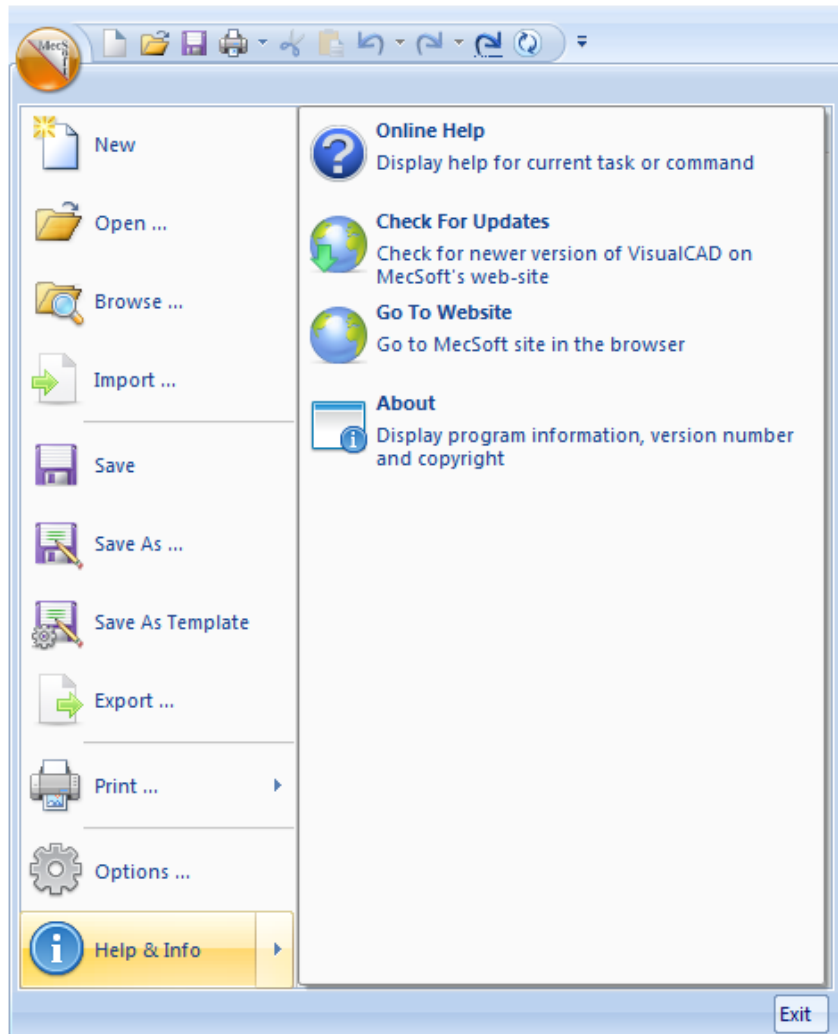 MecS
New
Open ...
Browse ...
Import ...
Save
Save As ...
Save As Template
Export ...
Print ...
Options ...
Help & Info
Online Help
Display help for current task or command
Check For Updates
Check for newer version of VisualCAD on
MecSoft's web-site
Go To Website
Go to MecSoft site in the browser
About
Display program information, version number
and copyright
Exit